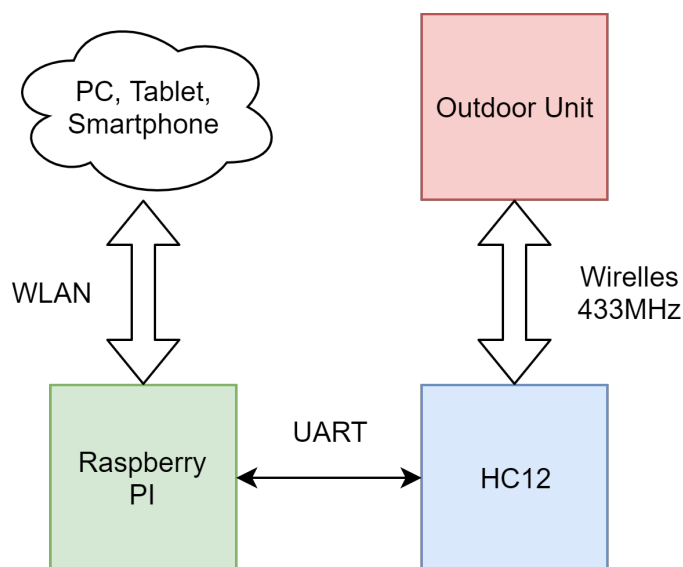 PC, Tablet,
Smartphone
Outdoor Unit
WLAN
Wirelles
433MHz
UART
Raspberry
PI
HC12